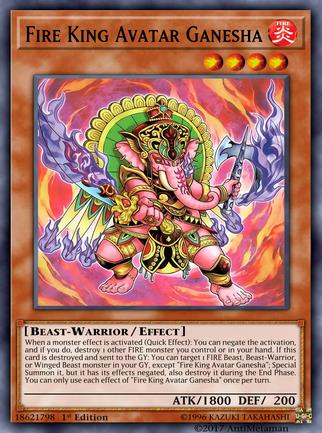 FIRE KING AVATAR GANESHA
FIRE
炎
[BEAST-WARRIOR / EFFECT]
When a monster effect is activated (Quick Effect): You can negate the
activation, and if you do, destroy 1 other FIRE monster you control or in your hand. If
this card is destroyed and sent to the GY: You can target 1 FIRE Beast, Beast-Warrior,
or Winged Beast monster in your GY, except "Fire King Avatar Ganesha"; Special
Summon it, but it has its effects negated, also destroy it during the End Phase.
You can only use each effect of "Fire King Avatar Ganesha" once per turn.
ATK/1800 DEF/ 200
18621798 1st Edition ©1996 KAZUKI TAKAHASHI
©2017 AntiMetaman